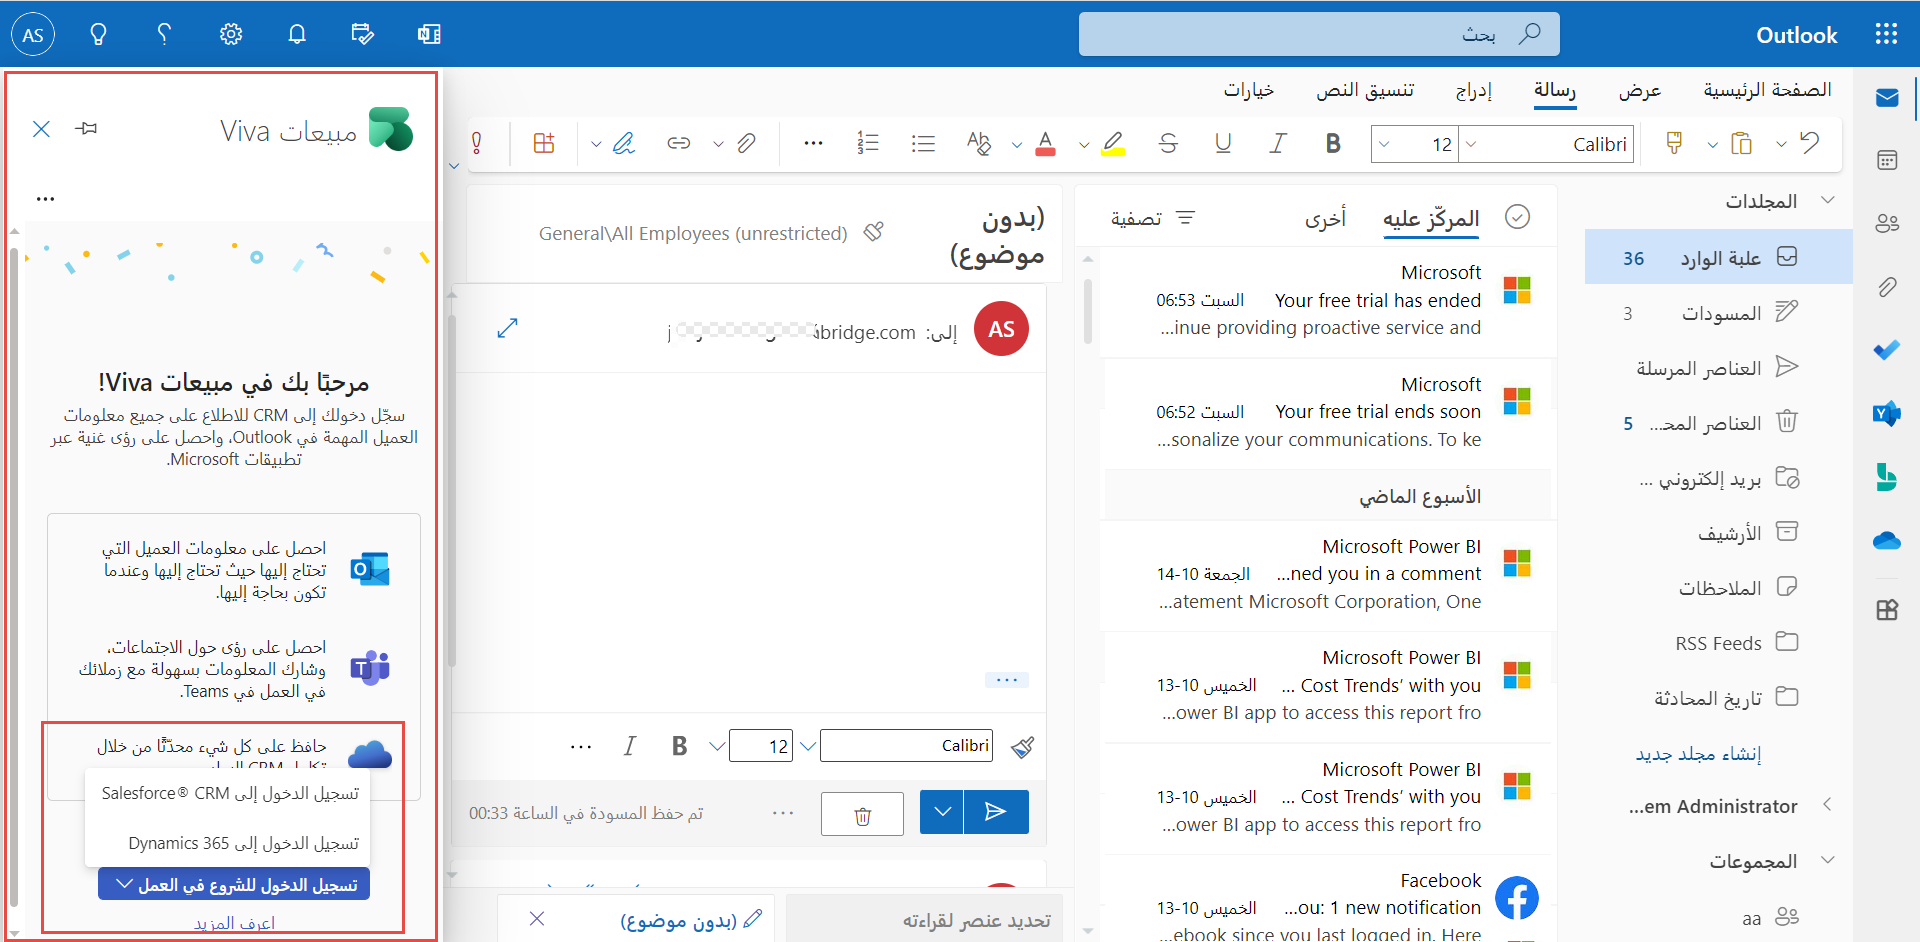 Outlook
بحث
AS
الصفحة الرئيسية
عرض
رسالة
إدراج
تنسيق النص
خيارات
Calibri
12
المجلدات
علبة الوارد 36
المسودات 3
العناصر المرسلة
العناصر المحـ... 5
بريد إلكتروني ...
الأرشيف
الملاحظات
RSS Feeds
تاريخ المحادثة
إنشاء مجلد جديد
...em Administrator
المجموعات
aa
المركّز عليه
أخرى
تصفية
Microsoft
Your free trial has ended السبت 06:53
...inue providing proactive service and
Microsoft
Your free trial ends soon السبت 06:52
...sonalize your communications. To ke
الأسبوع الماضي
Microsoft Power BI
...ned you in a comment الجمعة 10-14
...atement Microsoft Corporation, One
Microsoft Power BI
... Cost Trends’ with you الخميس 10-13
...ower BI app to access this report fro
Microsoft Power BI
... Cost Trends’ with you الخميس 10-13
...ower BI app to access this report fro
Facebook
...ou: 1 new notification الخميس 10-13
...ebook since you last logged in. Here
(بدون موضوع)
General\All Employees (unrestricted)
AS
إلى: bridge.com
...
Calibri
12
تم حفظ المسودة في الساعة 00:33
تحديد عنصر لقراءته
(بدون موضوع)
مبيعات Viva
مرحبًا بك في مبيعات Viva!
سجّل دخولك إلى CRM للاطلاع على جميع معلومات
العميل المهمة في Outlook، واحصل على رؤى غنية عبر
تطبيقات Microsoft.
احصل على معلومات العميل التي
تحتاج إليها حيث تحتاج إليها وعندما
تكون بحاجة إليها.
احصل على رؤى حول الاجتماعات،
وشارك المعلومات بسهولة مع زملائك
في العمل في Teams.
حافظ على كل شيء محدّثًا من خلال
تسجيل الدخول إلى Salesforce® CRM
تسجيل الدخول إلى Dynamics 365
تسجيل الدخول للشروع في العمل
اعرف المزيد